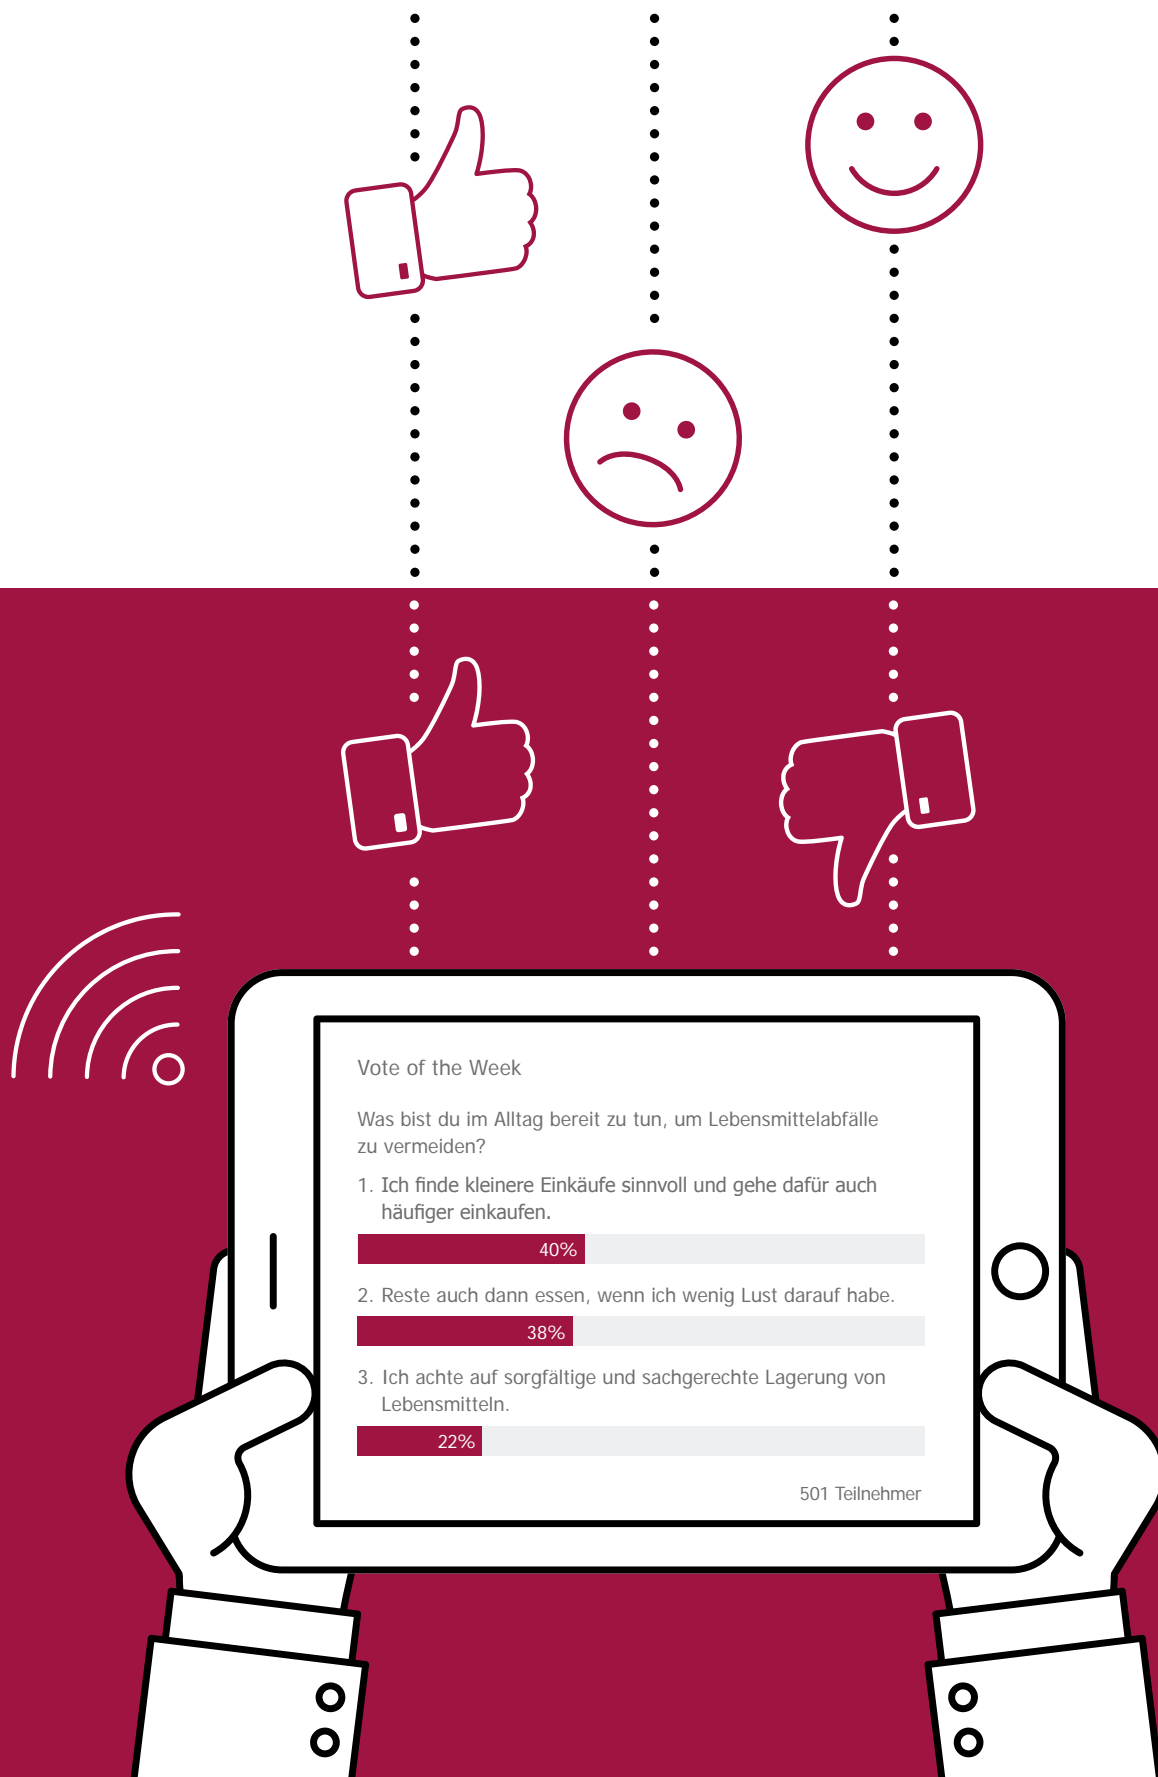 Vote of the Week
Was bist du im Alltag bereit zu tun, um Lebensmittelabfälle
zu vermeiden?
1. Ich finde kleinere Einkäufe sinnvoll und gehe dafür auch
häufiger einkaufen.
40%
2. Reste auch dann essen, wenn ich wenig Lust darauf habe.
38%
3. Ich achte auf sorgfältige und sachgerechte Lagerung von
Lebensmitteln.
22%
501 Teilnehmer